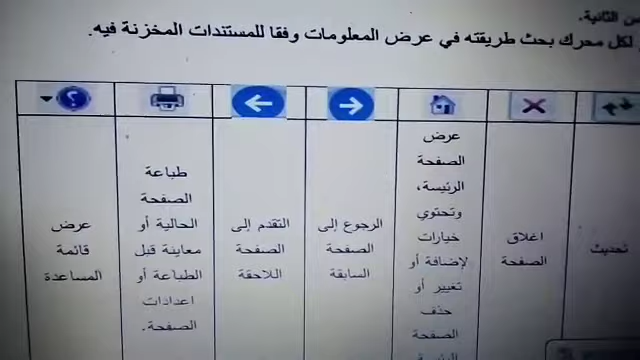 الثانية.
لكل محرك بحث طريقته في عرض المعلومات وفقا للمستندات المخزنة فيه.
تحديث
اغلاق
الصفحة
عرض
الصفحة
الرئيسة،
وتحتوي
خيارات
لإضافة أو
تغيير أو
حذف
الصفحة
الرجوع إلى
الصفحة
السابقة
التقدم إلى
الصفحة
اللاحقة
طباعة
الصفحة
الحالية أو
معاينة قبل
الطباعة أو
اعدادات
الصفحة.
؟
عرض
قائمة
المساعدة